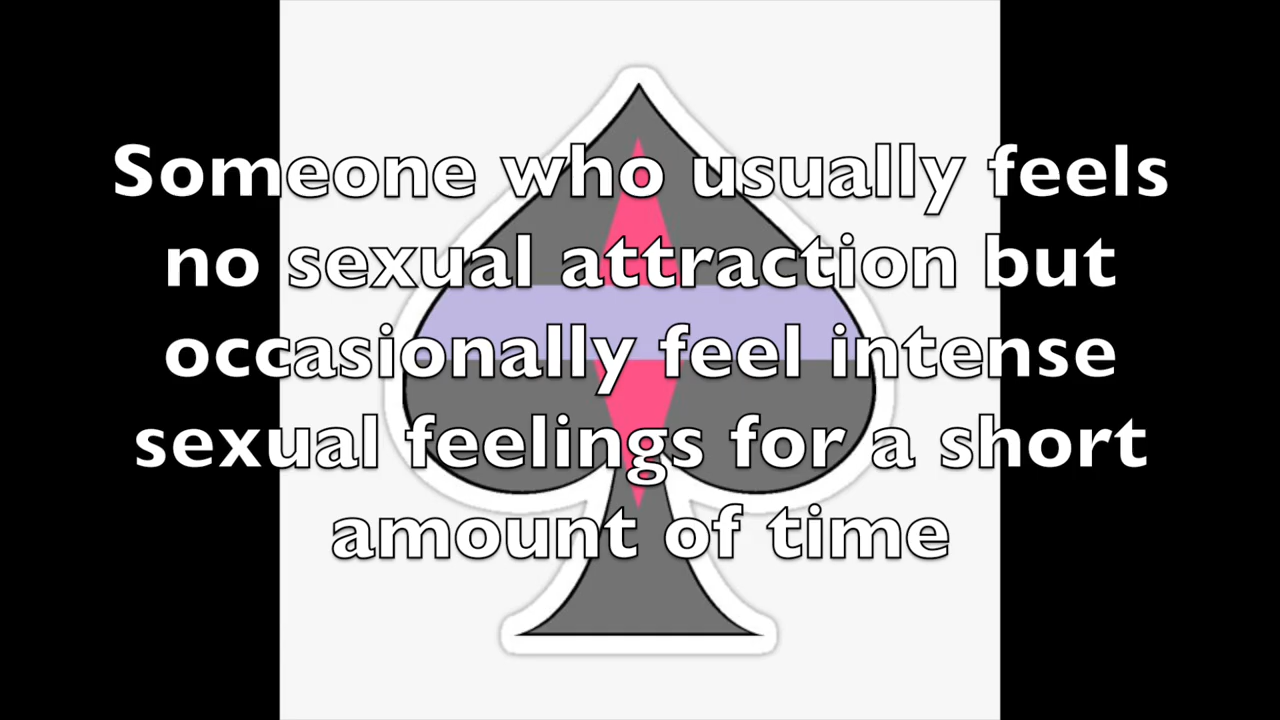 Someone who usually feels
no sexual attraction but
occasionally feel intense
sexual feelings for a short
amount of time